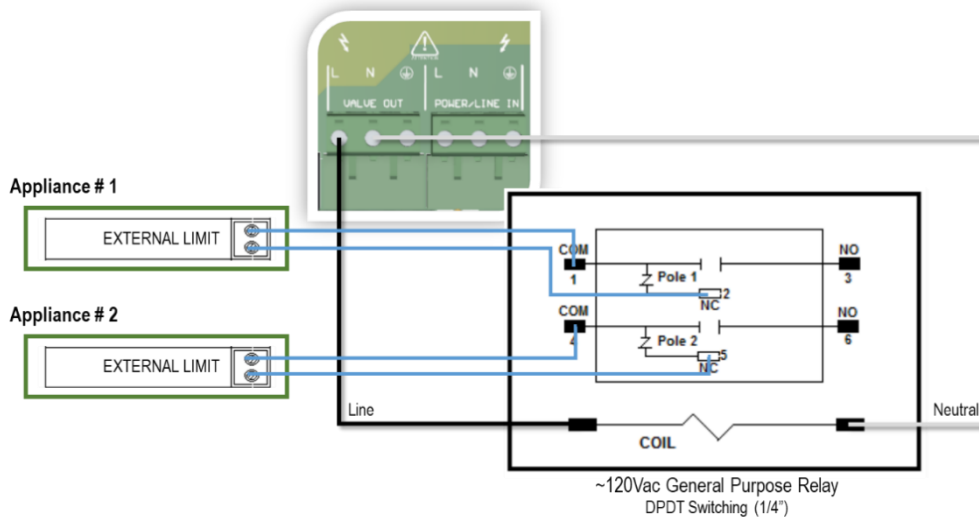 L N L N
VALVE OUT POWER/LINE IN
Appliance # 1
EXTERNAL LIMIT
COM
1
Pole 1
2
NC
NO
3
Appliance # 2
EXTERNAL LIMIT
COM
Pole 2
5
NC
NO
6
Line
COIL
Neutral
~120Vac General Purpose Relay
DPDT Switching (1/4”)